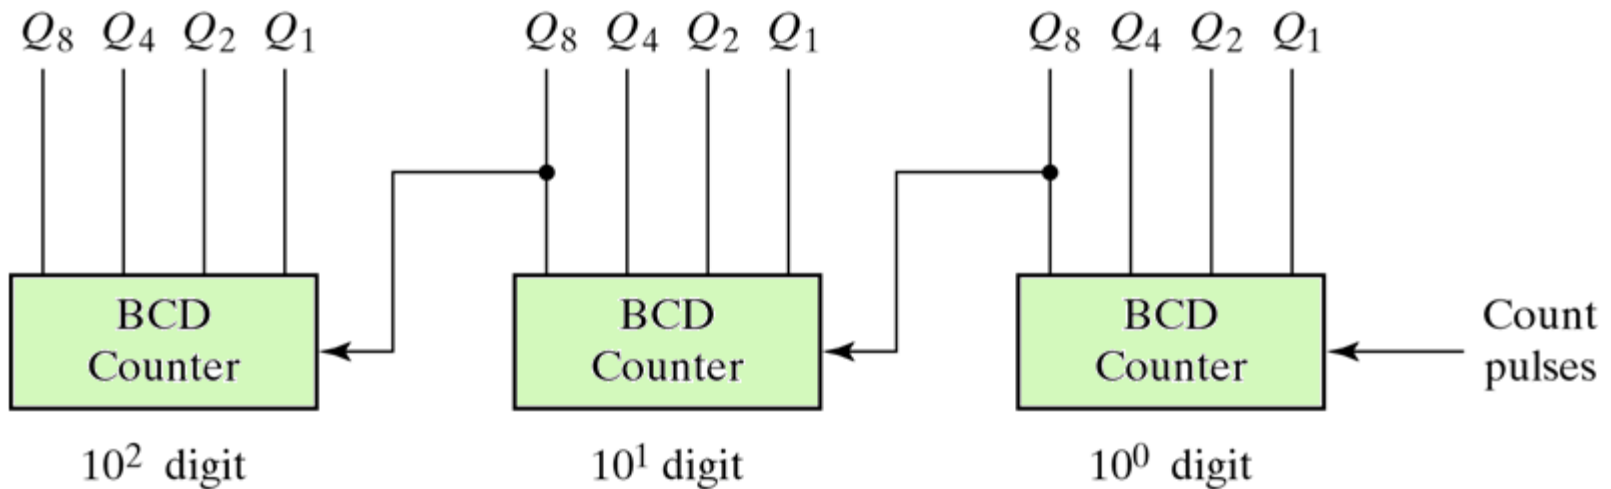 Q₈ Q₄ Q₂ Q₁ Q₈ Q₄ Q₂ Q₁ Q₈ Q₄ Q₂ Q₁
BCD
Counter
BCD
Counter
BCD
Counter
Count
pulses
10² digit
10¹ digit
10⁰ digit